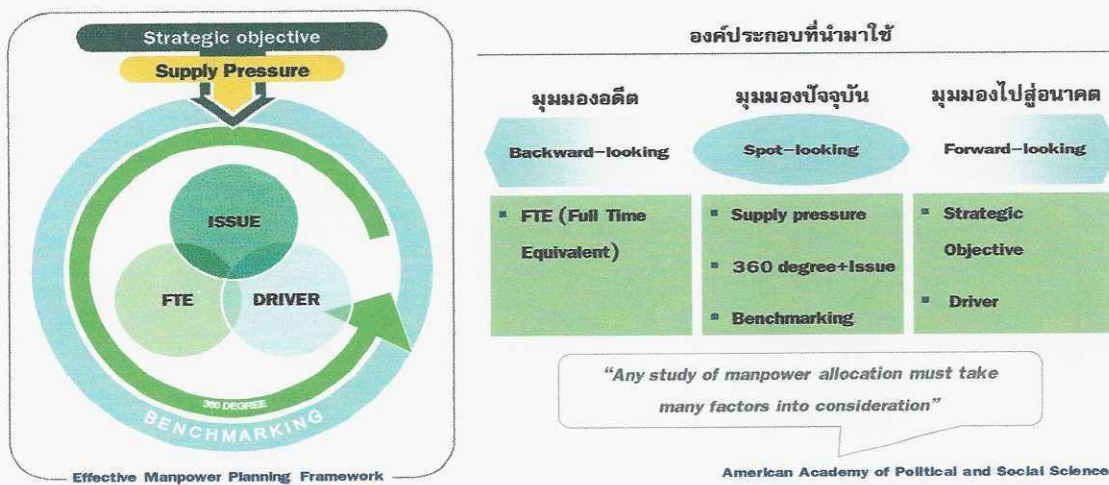 Strategic objective
Supply Pressure
ISSUE
FTE
DRIVER
360 DEGREE
BENCHMARKING
Effective Manpower Planning Framework
องค์ประกอบที่นำมาใช้
มุมมองอดีต
มุมมองปัจจุบัน
มุมมองไปสู่อนาคต
Backward-looking
Spot-looking
Forward-looking
▪ FTE (Full Time
Equivalent)
▪ Supply pressure
▪ 360 degree+Issue
▪ Benchmarking
▪ Strategic
Objective
▪ Driver
"Any study of manpower allocation must take
many factors into consideration"
American Academy of Political and Social Science